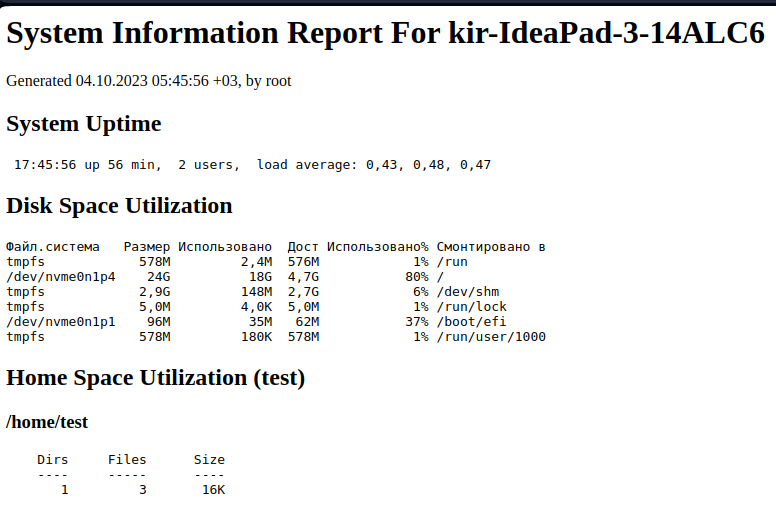 System Information Report For kir-IdeaPad-3-14ALC6
Generated 04.10.2023 05:45:56 +03, by root
System Uptime
17:45:56 up 56 min,  2 users,  load average: 0,43, 0,48, 0,47
Disk Space Utilization
Файл.система   Размер Использовано  Дост Использовано% Смонтировано в
tmpfs            578M         2,4M  576M            1% /run
/dev/nvme0n1p4    24G          18G  4,7G           80% /
tmpfs            2,9G         148M  2,7G            6% /dev/shm
tmpfs            5,0M         4,0K  5,0M            1% /run/lock
/dev/nvme0n1p1    96M          35M   62M           37% /boot/efi
tmpfs            578M         180K  578M            1% /run/user/1000
Home Space Utilization (test)
/home/test
Dirs     Files      Size
----     -----      ----
1         3       16K